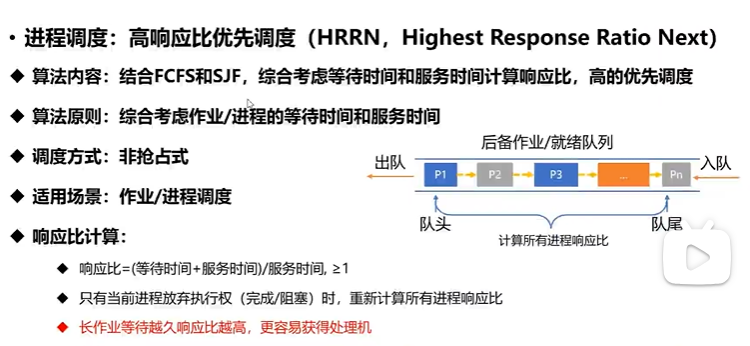 • 进程调度：高响应比优先调度（HRRN，Highest Response Ratio Next）
◆ 算法内容：结合FCFS和SJF，综合考虑等待时间和服务时间计算响应比，高的优先调度
◆ 算法原则：综合考虑作业/进程的等待时间和服务时间
后备作业/就绪队列
◆ 调度方式：非抢占式
出队
入队
P1 P2 P3 ... Pn
◆ 适用场景：作业/进程调度
队头
队尾
计算所有进程响应比
◆ 响应比计算：
◆ 响应比=(等待时间+服务时间)/服务时间, ≥1
◆ 只有当前进程放弃执行权（完成/阻塞）时，重新计算所有进程响应比
◆ 长作业等待越久响应比越高，更容易获得处理机